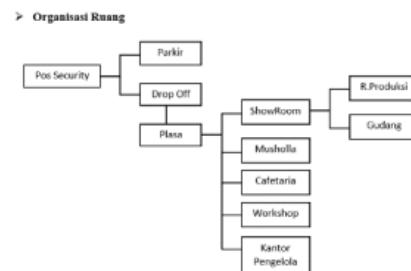 ➢ Organisasi Ruang
Parkir
Pos Security
Drop Off
R.Produksi
ShowRoom
Gudang
Plasa
Musholla
Cafetaria
Workshop
Kantor
Pengelola